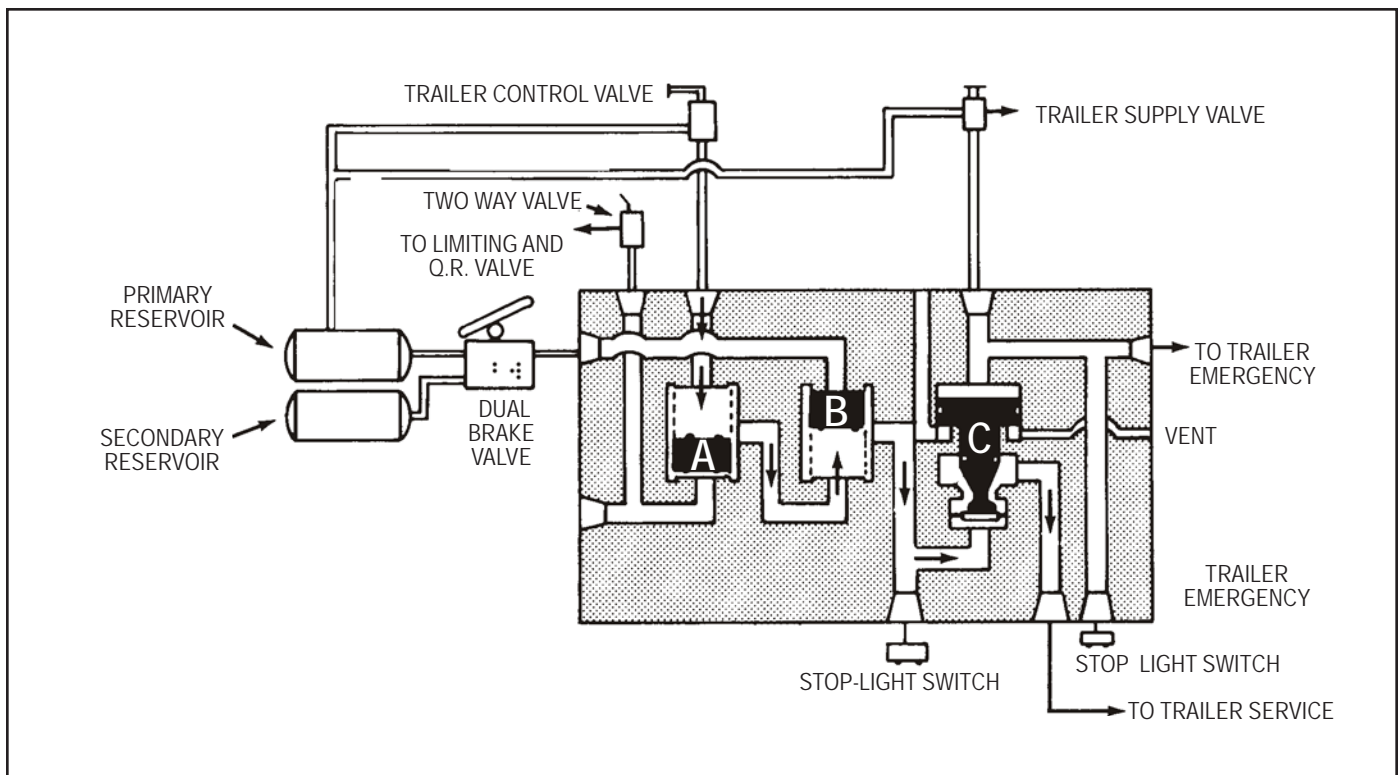 TRAILER CONTROL VALVE
TRAILER SUPPLY VALVE
TWO WAY VALVE
TO LIMITING AND
Q.R. VALVE
PRIMARY
RESERVOIR
SECONDARY
RESERVOIR
DUAL
BRAKE
VALVE
A
B
C
TO TRAILER
EMERGENCY
VENT
TRAILER
EMERGENCY
STOP LIGHT SWITCH
STOP-LIGHT SWITCH
TO TRAILER SERVICE